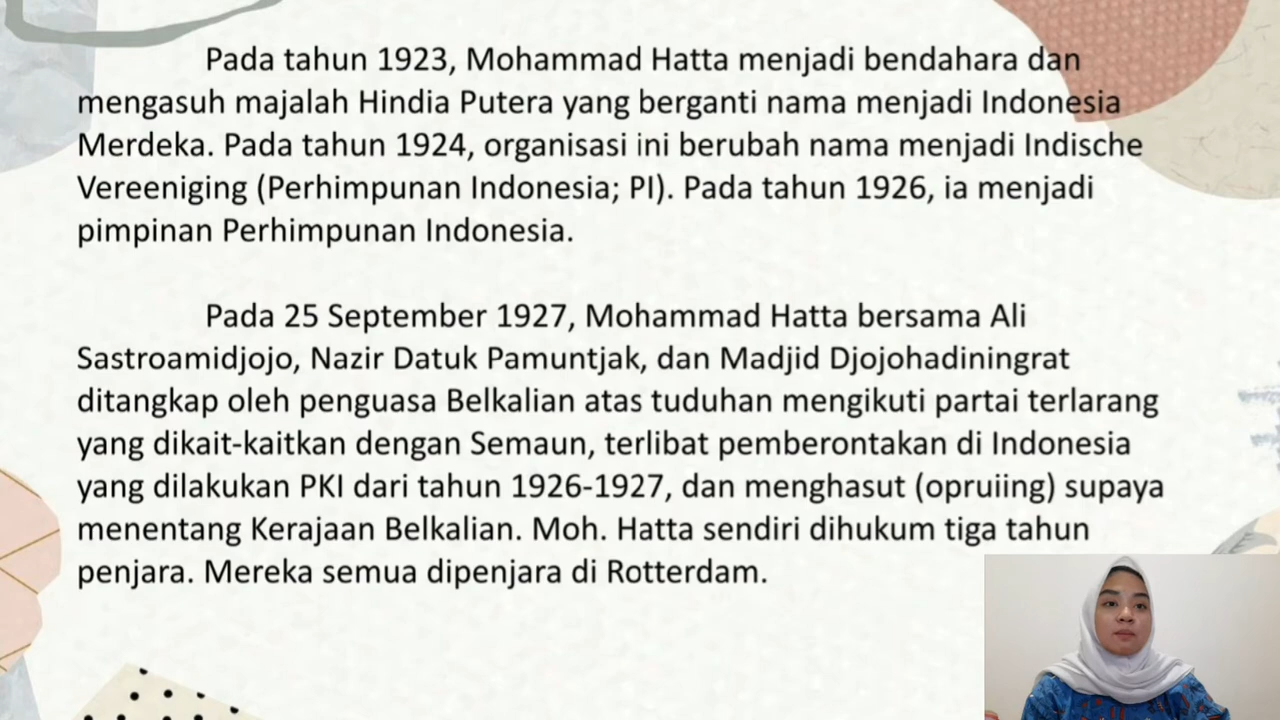 Pada tahun 1923, Mohammad Hatta menjadi bendahara dan
mengasuh majalah Hindia Putera yang berganti nama menjadi Indonesia
Merdeka. Pada tahun 1924, organisasi ini berubah nama menjadi Indische
Vereeniging (Perhimpunan Indonesia; PI). Pada tahun 1926, ia menjadi
pimpinan Perhimpunan Indonesia.
Pada 25 September 1927, Mohammad Hatta bersama Ali
Sastroamidjojo, Nazir Datuk Pamuntjak, dan Madjid Djojohadiningrat
ditangkap oleh penguasa Belkalian atas tuduhan mengikuti partai terlarang
yang dikait-kaitkan dengan Semaun, terlibat pemberontakan di Indonesia
yang dilakukan PKI dari tahun 1926-1927, dan menghasut (opruiing) supaya
menentang Kerajaan Belkalian. Moh. Hatta sendiri dihukum tiga tahun
penjara. Mereka semua dipenjara di Rotterdam.